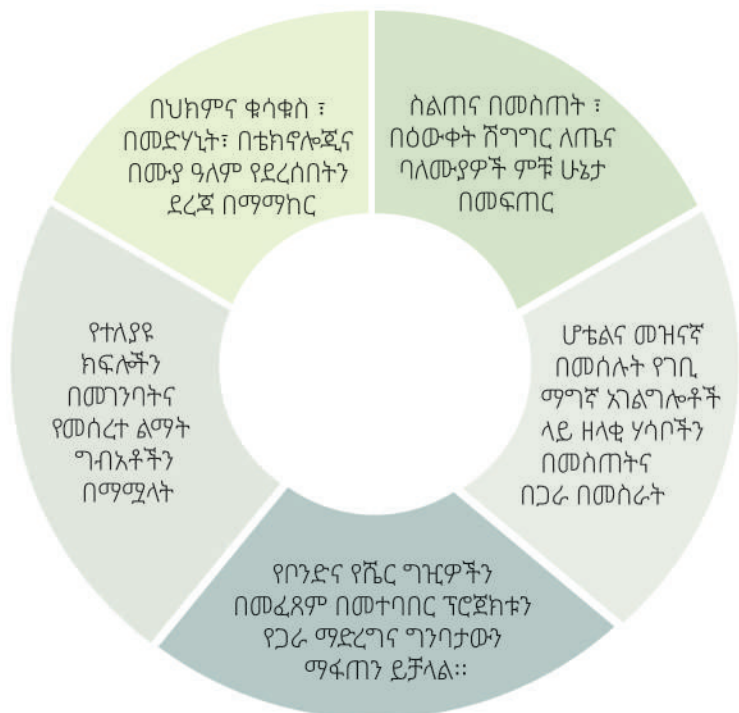 በህክምና ቁሳቁስ ፣
በመድሃኒት፣ በቴክኖሎጂና
በሙያ ዓለም የደረሰበትን
ደረጃ በማማከር
ስልጠና በመስጠት ፣
በዕውቀት ሽግግር ለጤና
ባለሙያዎች ምቹ ሁኔታ
በመፍጠር
ሆቴልና መዝናኛ
በመሰሉት የገቢ
ማግኛ አገልግሎቶች
ላይ ዘላቂ ሃሳቦችን
በመስጠትና
በጋራ በመስራት
የቦንድና የሼር ግዢዎችን
በመፈጸም በመተባበር ፕሮጀክቱን
የጋራ ማድረግና ግንባታውን
ማፋጠን ይቻላል።
የተለያዩ
ክፍሎችን
በመገንባትና
የመሰረተ ልማት
ግብአቶችን
በማሟላት